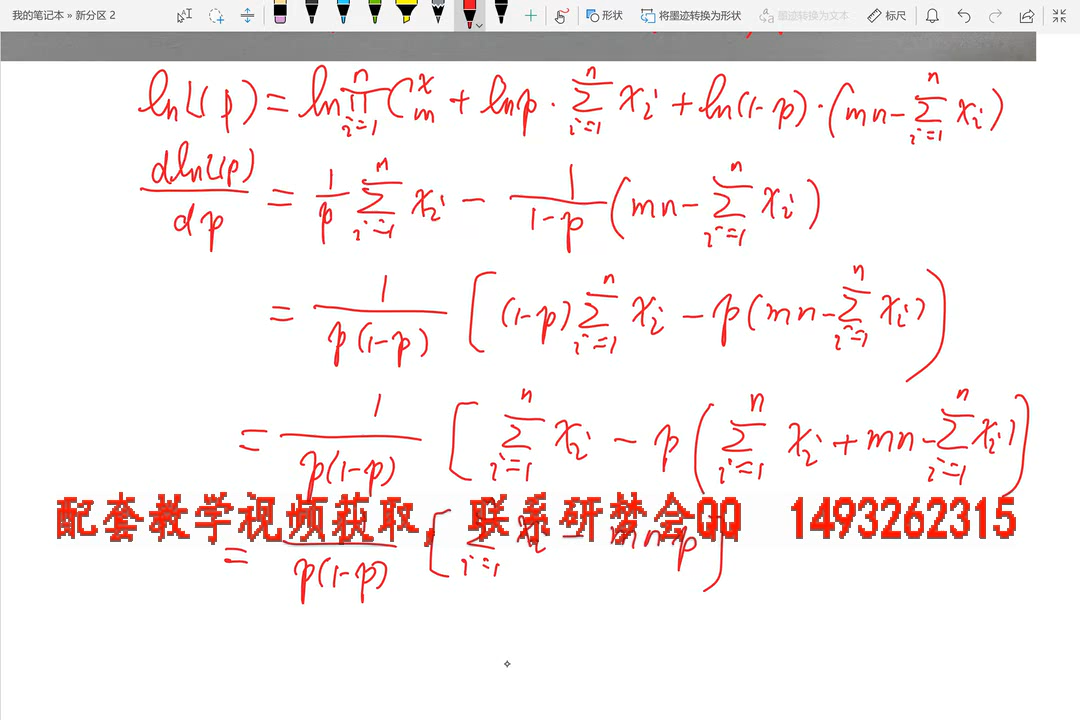 我的笔记本 » 新分区 2
形状 将墨迹转换为形状 墨迹转换为文本 标尺
ln L(p) = ln ∏_{i=1}^{n} C_m^x + ln p · ∑_{i=1}^{n} x_i + ln(1-p) · (mn - ∑_{i=1}^{n} x_i)
d ln L(p) / dp = 1/p ∑_{i=1}^{n} x_i - 1/(1-p) (mn - ∑_{i=1}^{n} x_i)
= 1/(p(1-p)) [(1-p) ∑_{i=1}^{n} x_i - p(mn - ∑_{i=1}^{n} x_i)]
= 1/(p(1-p)) [∑_{i=1}^{n} x_i - p(∑_{i=1}^{n} x_i + mn - ∑_{i=1}^{n} x_i)]
配套教学视频获取，联系研梦会QQ 1493262315
= 1/(p(1-p)) [∑_{i=1}^{n} x_i - mnp]